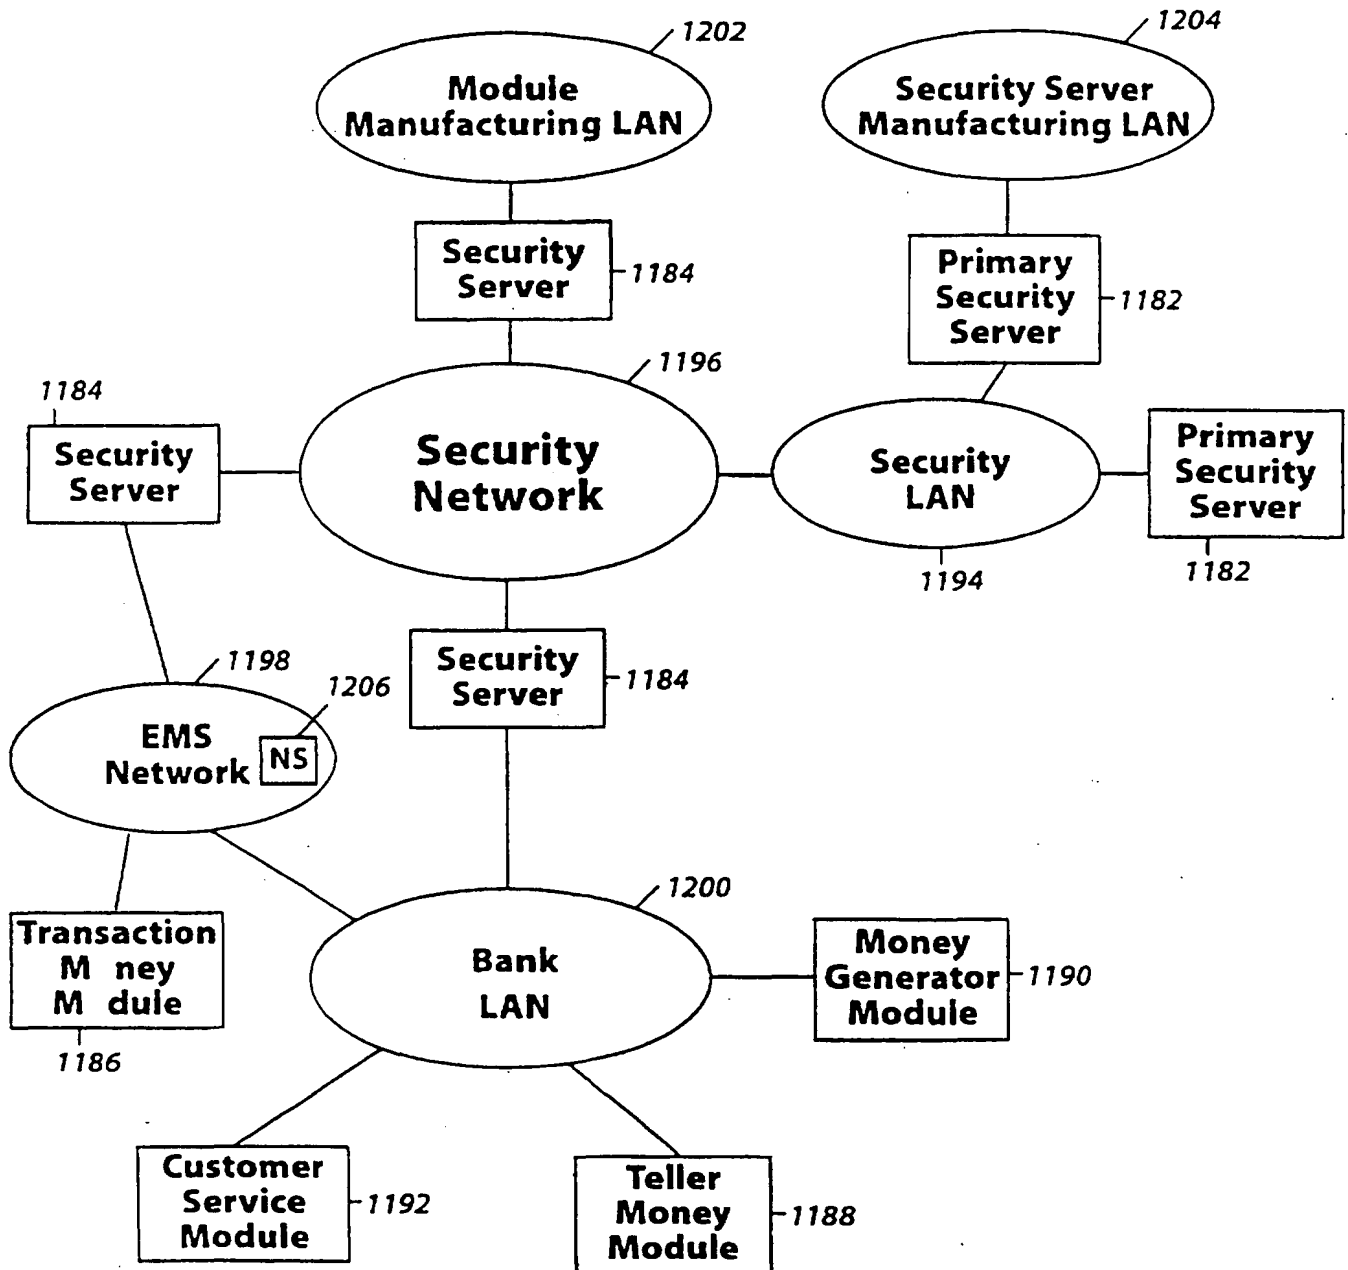 1202
Module
Manufacturing LAN
1204
Security Server
Manufacturing LAN
Security
Server
1184
Primary
Security
Server
1182
1184
Security
Server
1196
Security
Network
Security
LAN
1194
Primary
Security
Server
1182
Security
Server
1184
1198
1206
EMS
Network
NS
1200
Bank
LAN
Transaction
M ney
M dule
1186
Money
Generator
Module
1190
Customer
Service
Module
1192
Teller
Money
Module
1188